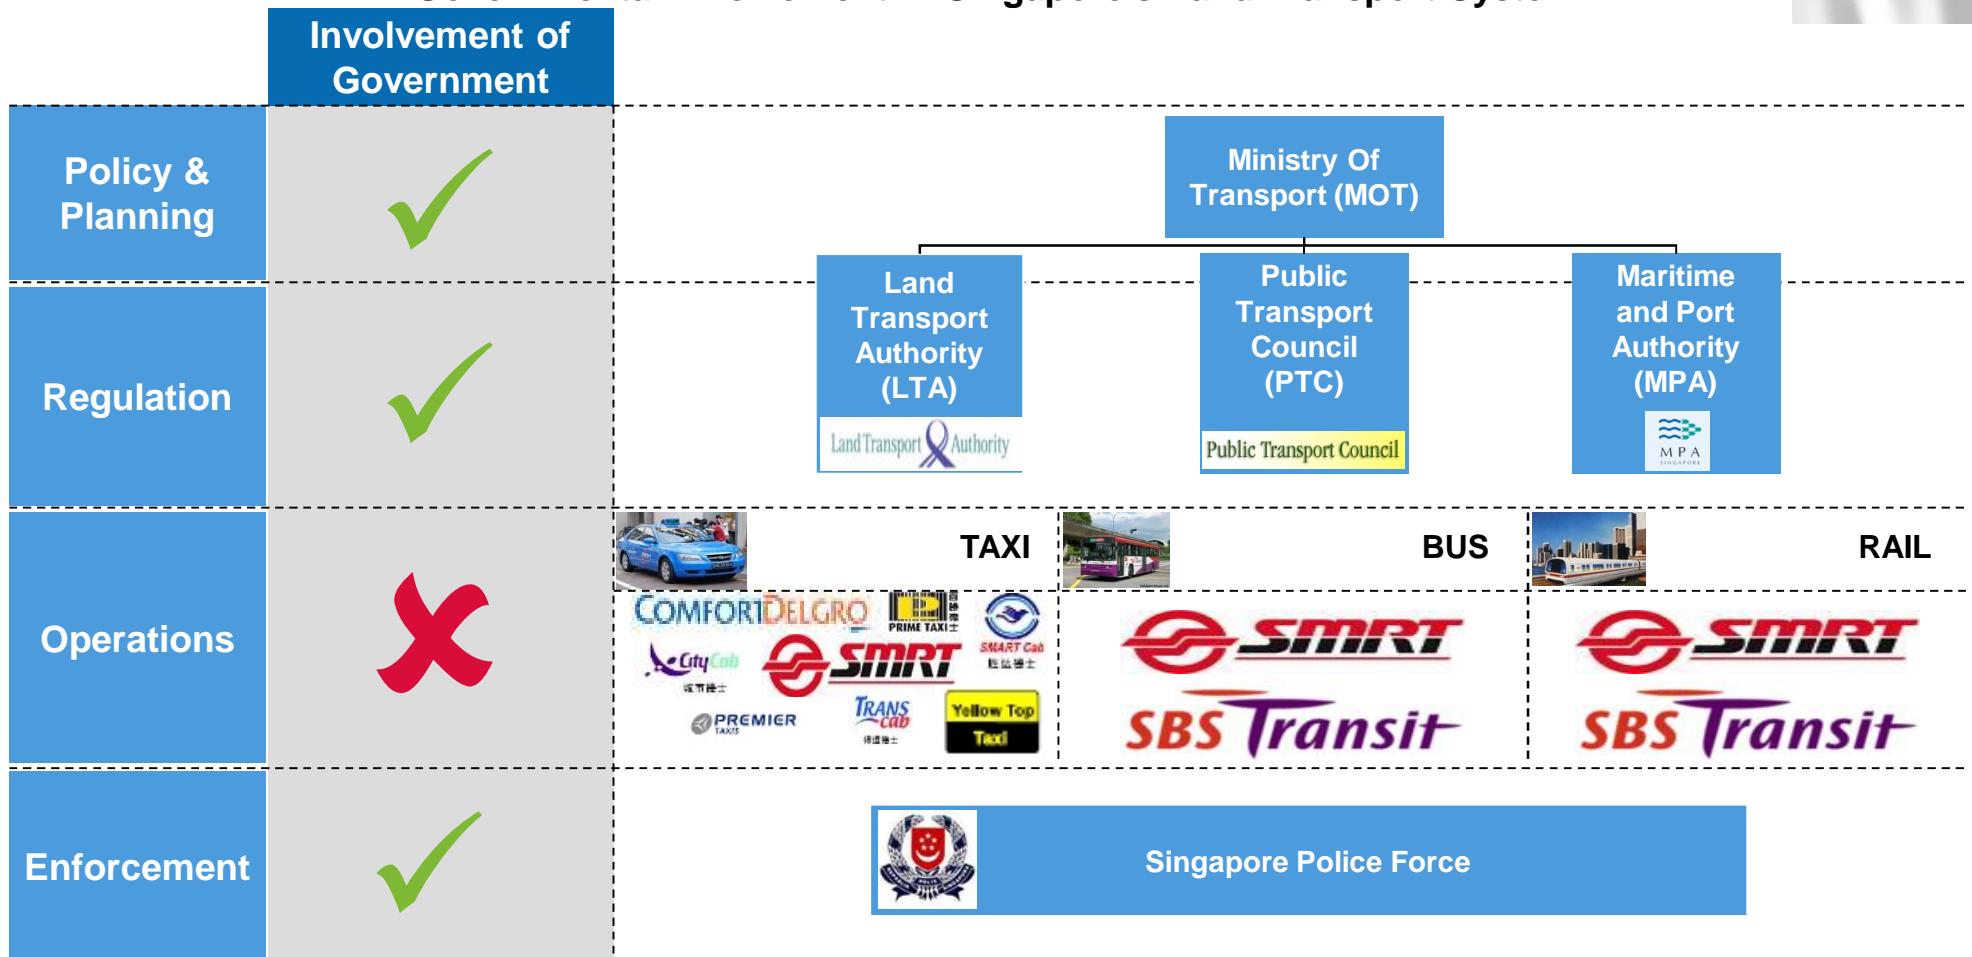 Involvement of
Government
Policy &
Planning
Ministry Of
Transport (MOT)
Land
Transport
Authority
(LTA)
Land Transport Authority
Public
Transport
Council
(PTC)
Public Transport Council
Maritime
and Port
Authority
(MPA)
MPA
SINGAPORE
Regulation
Operations
TAXI
BUS
RAIL
COMFORTDELGRO
PRIME TAXI
SMART Cab
CityCab
SMRT
PREMIER
TAXIS
TRANS
cab
Yellow Top
Taxi
SMRT
SBS Transit
SMRT
SBS Transit
Enforcement
Singapore Police Force